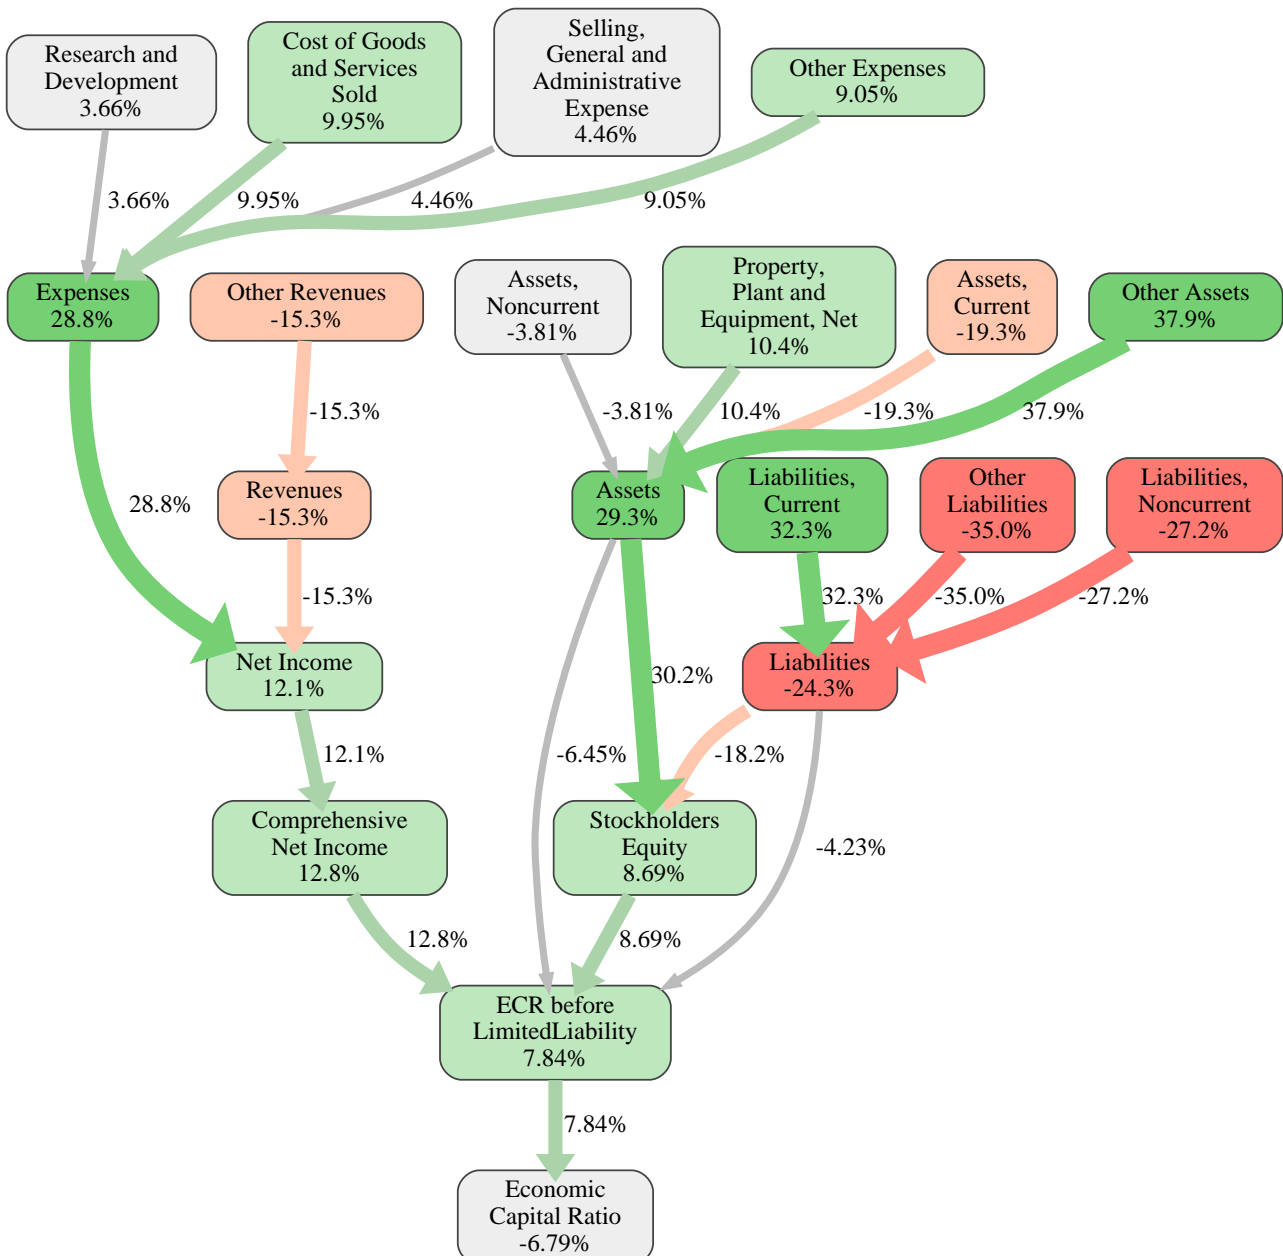 Research and
Development
3.66%
Cost of Goods
and Services
Sold
9.95%
Selling,
General and
Administrative
Expense
4.46%
Other Expenses
9.05%
3.66%
9.95%
4.46%
9.05%
Expenses
28.8%
Other Revenues
-15.3%
Assets,
Noncurrent
-3.81%
Property,
Plant and
Equipment, Net
10.4%
Assets,
Current
-19.3%
Other Assets
37.9%
-15.3%
-3.81%
10.4%
-19.3%
37.9%
Revenues
-15.3%
Assets
29.3%
Liabilities,
Current
32.3%
Other
Liabilities
-35.0%
Liabilities,
Noncurrent
-27.2%
28.8%
-15.3%
32.3%
-35.0%
-27.2%
Net Income
12.1%
Liabilities
-24.3%
30.2%
12.1%
-6.45%
-18.2%
Comprehensive
Net Income
12.8%
Stockholders
Equity
8.69%
-4.23%
12.8%
8.69%
ECR before
LimitedLiability
7.84%
7.84%
Economic
Capital Ratio
-6.79%